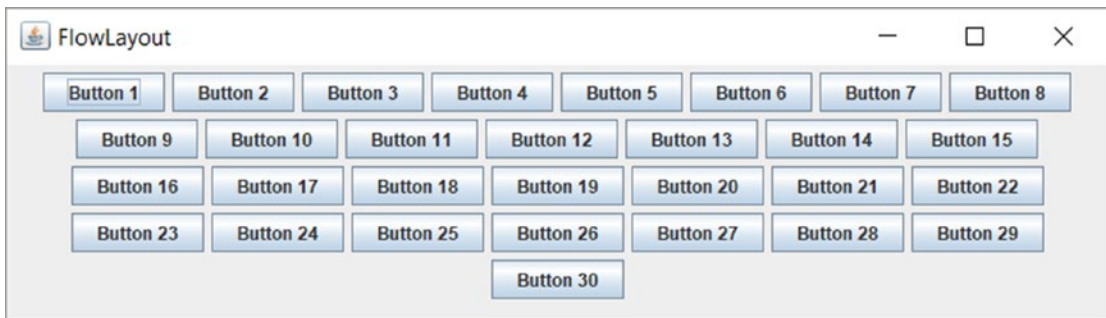 FlowLayout
Button 1 Button 2 Button 3 Button 4 Button 5 Button 6 Button 7 Button 8
Button 9 Button 10 Button 11 Button 12 Button 13 Button 14 Button 15
Button 16 Button 17 Button 18 Button 19 Button 20 Button 21 Button 22
Button 23 Button 24 Button 25 Button 26 Button 27 Button 28 Button 29
Button 30